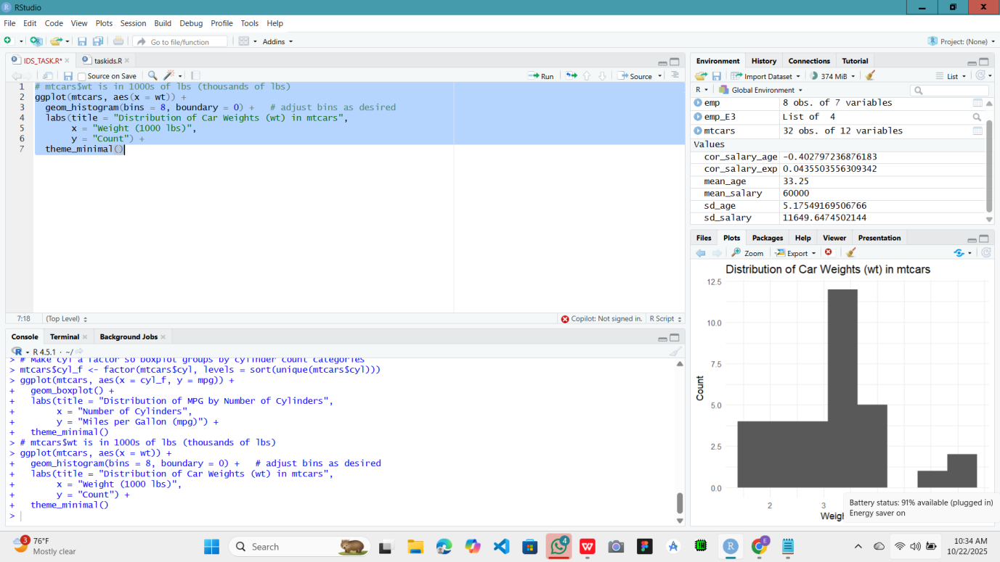 RStudio
File Edit Code View Plots Session Build Debug Profile Tools Help
Go to file/function Addins Project: (None)
IDS_TASK.R* taskids.R
Source on Save Run Source
1 # mtcars$wt is in 1000s of lbs (thousands of lbs)
2 ggplot(mtcars, aes(x = wt)) +
3 geom_histogram(bins = 8, boundary = 0) + # adjust bins as desired
4 labs(title = "Distribution of Car Weights (wt) in mtcars",
5 x = "Weight (1000 lbs)",
6 y = "Count") +
7 theme_minimal()
7:18 (Top Level) Copilot: Not signed in. R Script
Console Terminal Background Jobs
R 4.5.1 · ~/
> # Make cyl a factor so boxplot groups by cylinder count categories
> mtcars$cyl_f <- factor(mtcars$cyl, levels = sort(unique(mtcars$cyl)))
> ggplot(mtcars, aes(x = cyl_f, y = mpg)) +
+ geom_boxplot() +
+ labs(title = "Distribution of MPG by Number of Cylinders",
+ x = "Number of Cylinders",
+ y = "Miles per Gallon (mpg)") +
+ theme_minimal()
> # mtcars$wt is in 1000s of lbs (thousands of lbs)
> ggplot(mtcars, aes(x = wt)) +
+ geom_histogram(bins = 8, boundary = 0) + # adjust bins as desired
+ labs(title = "Distribution of Car Weights (wt) in mtcars",
+ x = "Weight (1000 lbs)",
+ y = "Count") +
+ theme_minimal()
>
Environment History Connections Tutorial
Import Dataset 374 MiB List
R Global Environment
emp 8 obs. of 7 variables
emp_E3 List of 4
mtcars 32 obs. of 12 variables
Values
cor_salary_age -0.402797236876183
cor_salary_exp 0.0435503556309342
mean_age 33.25
mean_salary 60000
sd_age 5.17549169506766
sd_salary 11649.6474502144
Files Plots Packages Help Viewer Presentation
Zoom Export
Distribution of Car Weights (wt) in mtcars
12.5
10.0
7.5
5.0
2.5
0.0
Count
2 3
Weigh
Battery status: 91% available (plugged in)
Energy saver on
3 76°F
Mostly clear
Search
4
E
10:34 AM
10/22/2025